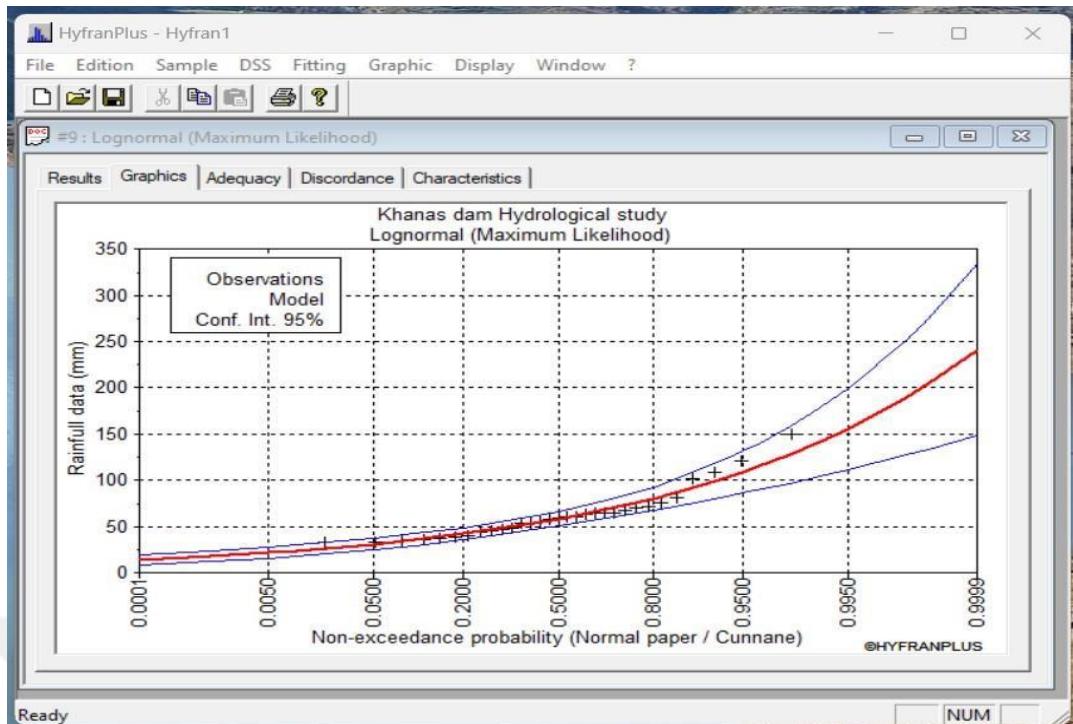 HyfranPlus - Hyfran1
File Edition Sample DSS Fitting Graphic Display Window ?
#9 : Lognormal (Maximum Likelihood)
Results Graphics Adequacy Discordance Characteristics
Khanas dam Hydrological study
Lognormal (Maximum Likelihood)
Observations
Model
Conf. Int. 95%
Rainfull data (mm)
350
300
250
200
150
100
50
0
0.0001
0.0050
0.0500
0.2000
0.5000
0.8000
0.9500
0.9950
0.9999
Non-exceedance probability (Normal paper / Cunnane)
©HYFRANPLUS
Ready NUM